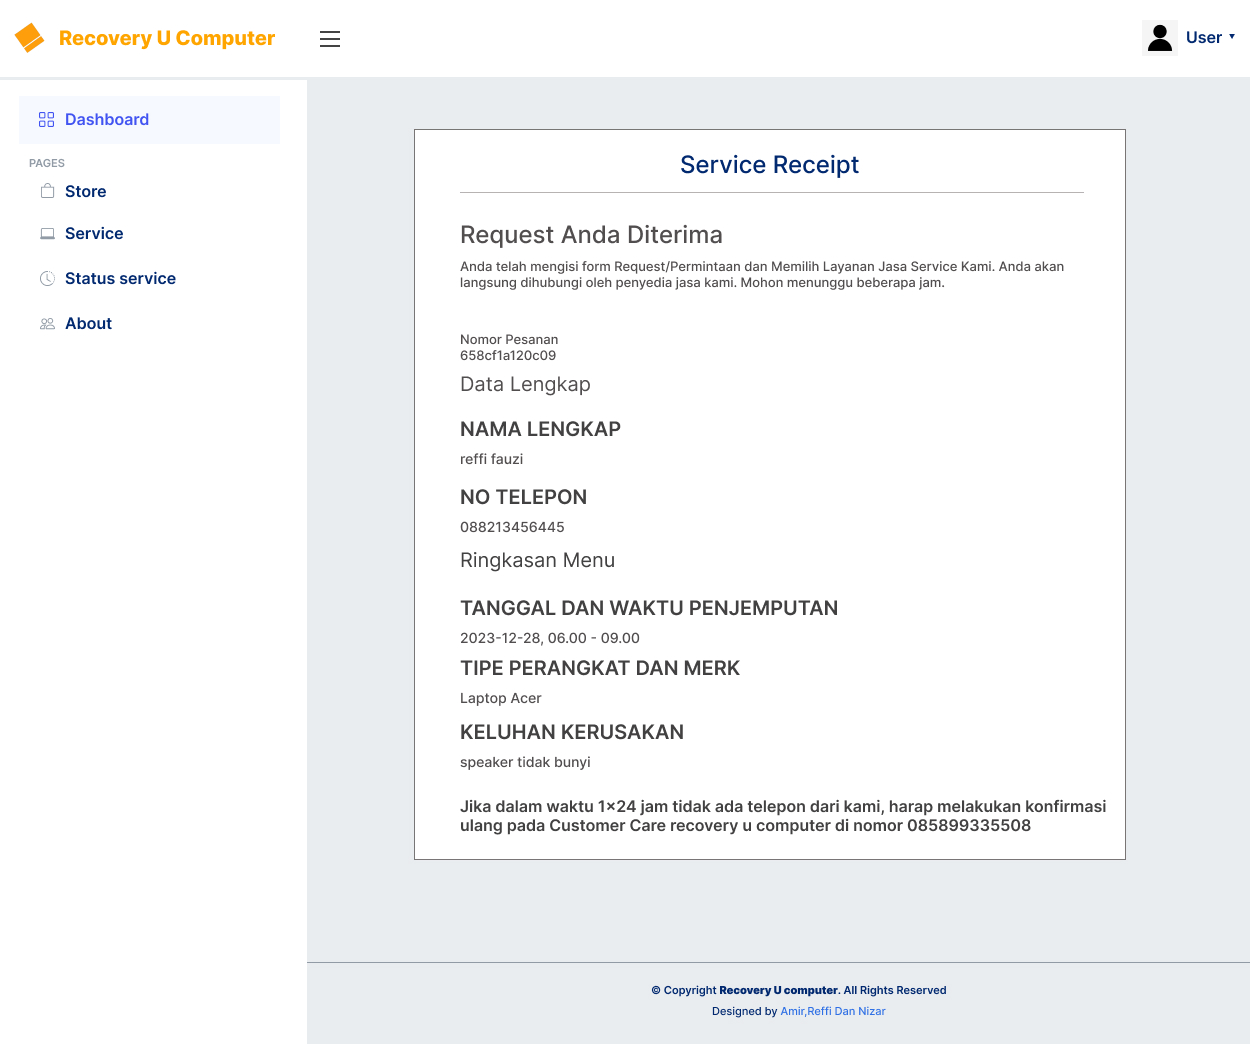 Recovery U Computer
User
Dashboard
PAGES
Store
Service
Status service
About
Service Receipt
Request Anda Diterima
Anda telah mengisi form Request/Permintaan dan Memilih Layanan Jasa Service Kami. Anda akan
langsung dihubungi oleh penyedia jasa kami. Mohon menunggu beberapa jam.
Nomor Pesanan
658cf1a120c09
Data Lengkap
NAMA LENGKAP
reffi fauzi
NO TELEPON
088213456445
Ringkasan Menu
TANGGAL DAN WAKTU PENJEMPUTAN
2023-12-28, 06.00 - 09.00
TIPE PERANGKAT DAN MERK
Laptop Acer
KELUHAN KERUSAKAN
speaker tidak bunyi
Jika dalam waktu 1×24 jam tidak ada telepon dari kami, harap melakukan konfirmasi
ulang pada Customer Care recovery u computer di nomor 085899335508
© Copyright Recovery U computer. All Rights Reserved
Designed by Amir,Reffi Dan Nizar